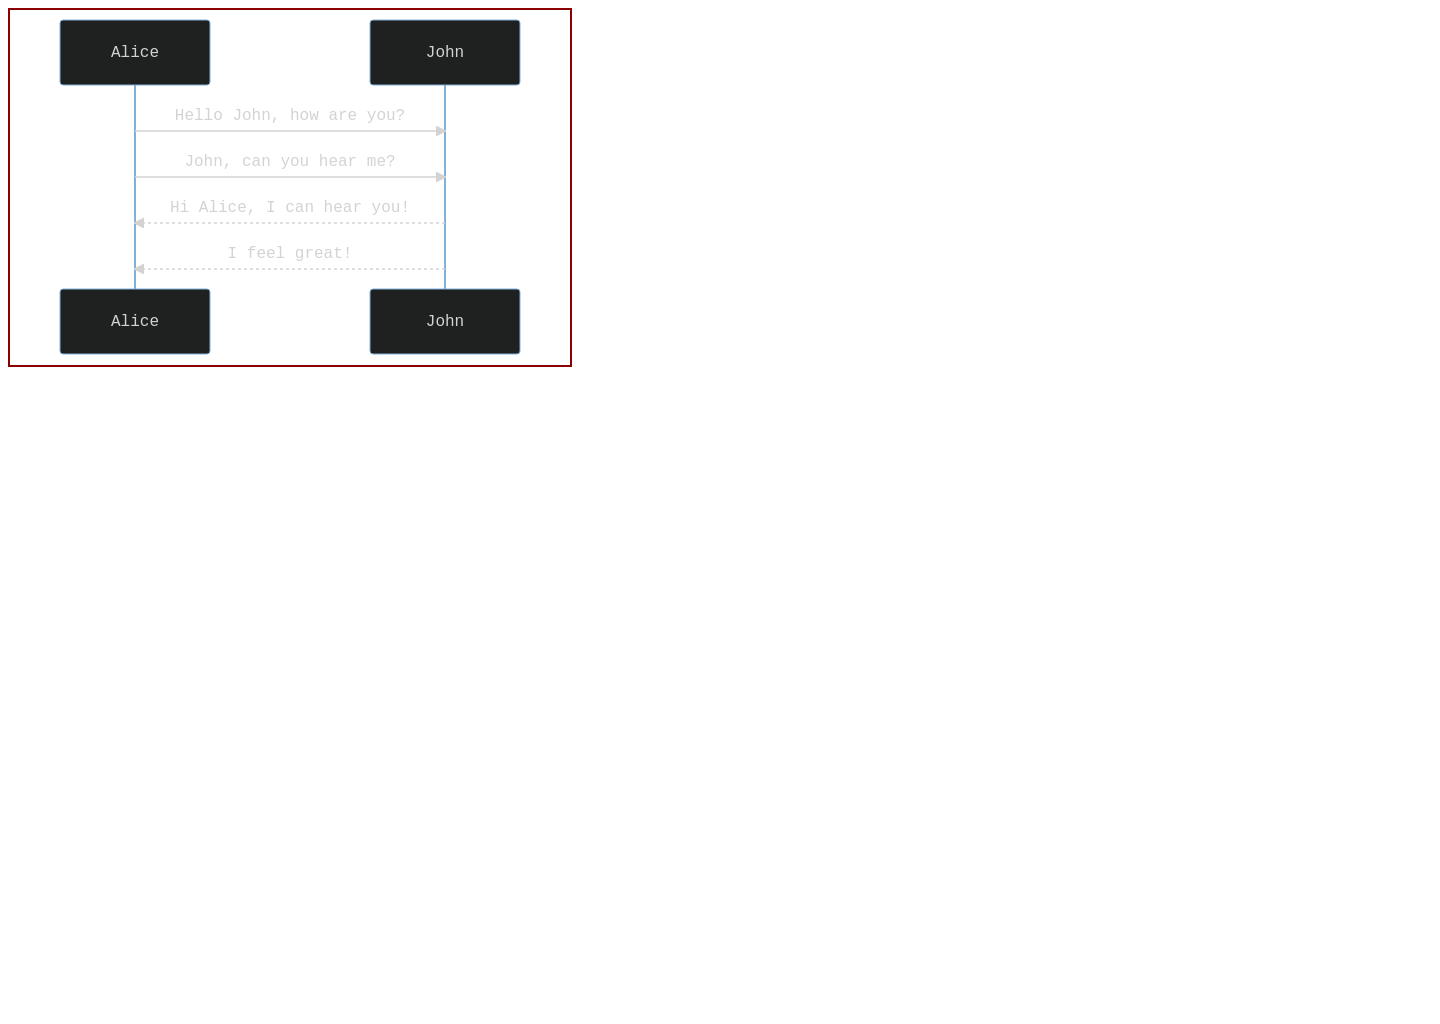 Alice
John
Hello John, how are you?
John, can you hear me?
Hi Alice, I can hear you!
I feel great!
Alice
John